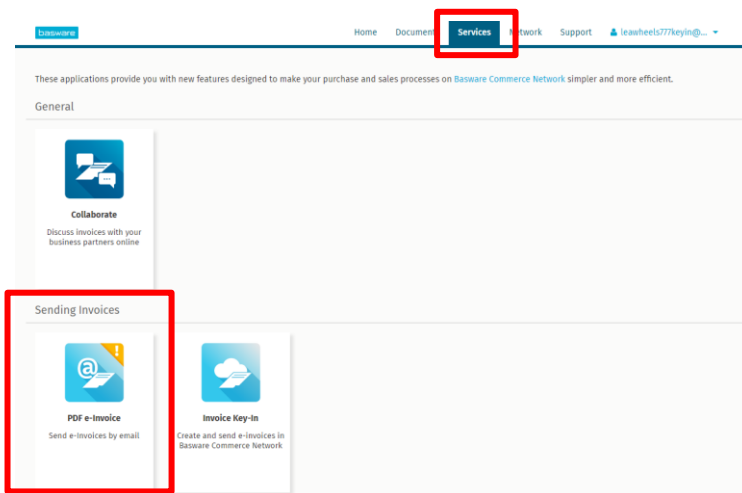 basware
Home Document Services Network Support leawheels777keyin@...
These applications provide you with new features designed to make your purchase and sales processes on Basware Commerce Network simpler and more efficient.
General
Collaborate
Discuss invoices with your
business partners online
Sending Invoices
@
!
PDF e-Invoice
Send e-Invoices by email
Invoice Key-In
Create and send e-invoices in
Basware Commerce Network